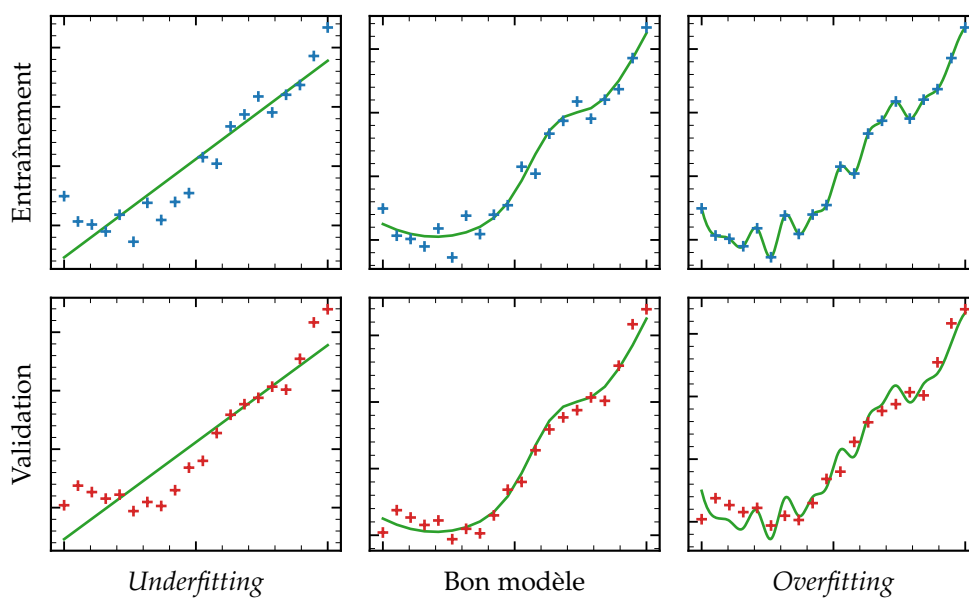 Entraînement
Validation
Underfitting
Bon modèle
Overfitting